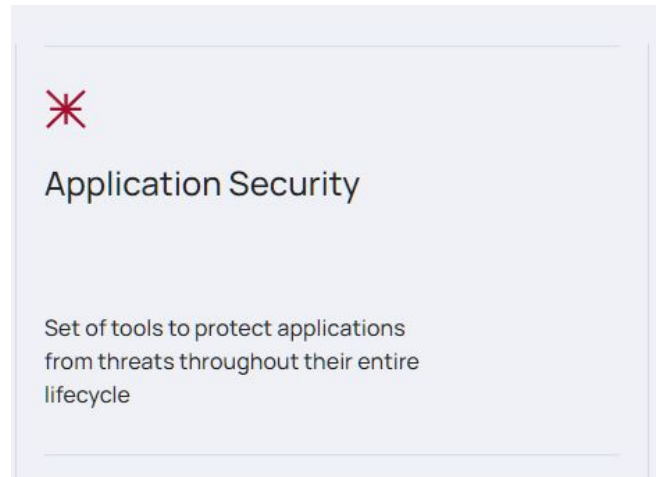 Application Security
Set of tools to protect applications
from threats throughout their entire
lifecycle